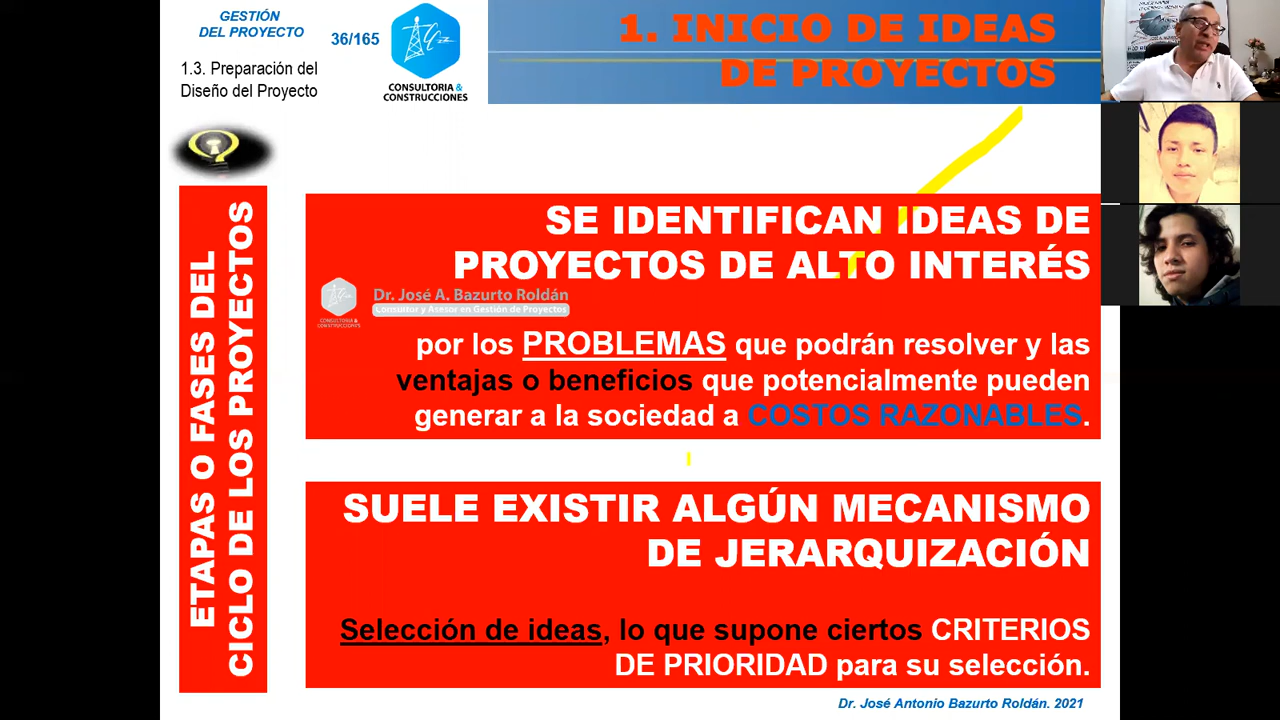 GESTIÓN
DEL PROYECTO
36/165
1.3. Preparación del
Diseño del Proyecto
CONSULTORIA &
CONSTRUCCIONES
1. INICIO DE IDEAS
DE PROYECTOS
ETAPAS O FASES DEL
CICLO DE LOS PROYECTOS
SE IDENTIFICAN IDEAS DE
PROYECTOS DE ALTO INTERÉS
Dr. José A. Bazurto Roldán
Consultor y Asesor en Gestión de Proyectos
CONSULTORIA &
CONSTRUCCIONES
por los PROBLEMAS que podrán resolver y las
ventajas o beneficios que potencialmente pueden
generar a la sociedad a COSTOS RAZONABLES.
SUELE EXISTIR ALGÚN MECANISMO
DE JERARQUIZACIÓN
Selección de ideas, lo que supone ciertos CRITERIOS
DE PRIORIDAD para su selección.
Dr. José Antonio Bazurto Roldán. 2021